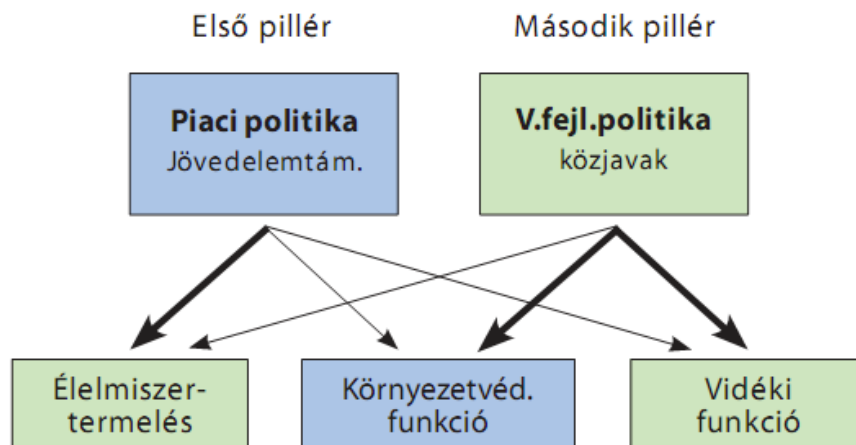 Első pillér
Második pillér
Piaci politika
Jövedelemtám.
V.fejl.politika
közjavak
Élelmiszer-
termelés
Környezetvéd.
funkció
Vidéki
funkció